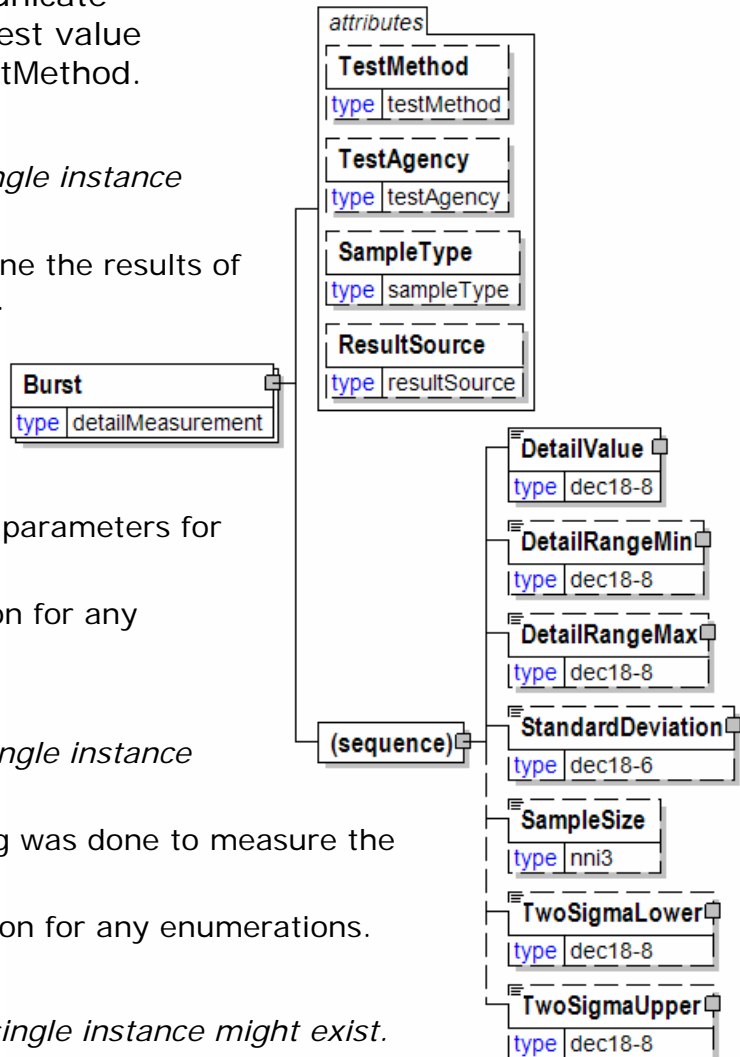 unicate
est value
tMethod.
ngle instance
ne the results of
.
parameters for
on for any
ngle instance
g was done to measure the
on for any enumerations.
single instance might exist.
Burst
type detailMeasurement
attributes
TestMethod
type testMethod
TestAgency
type testAgency
SampleType
type sampleType
ResultSource
type resultSource
(sequence)
DetailValue
type dec18-8
DetailRangeMin
type dec18-8
DetailRangeMax
type dec18-8
StandardDeviation
type dec18-6
SampleSize
type nni3
TwoSigmaLower
type dec18-8
TwoSigmaUpper
type dec18-8